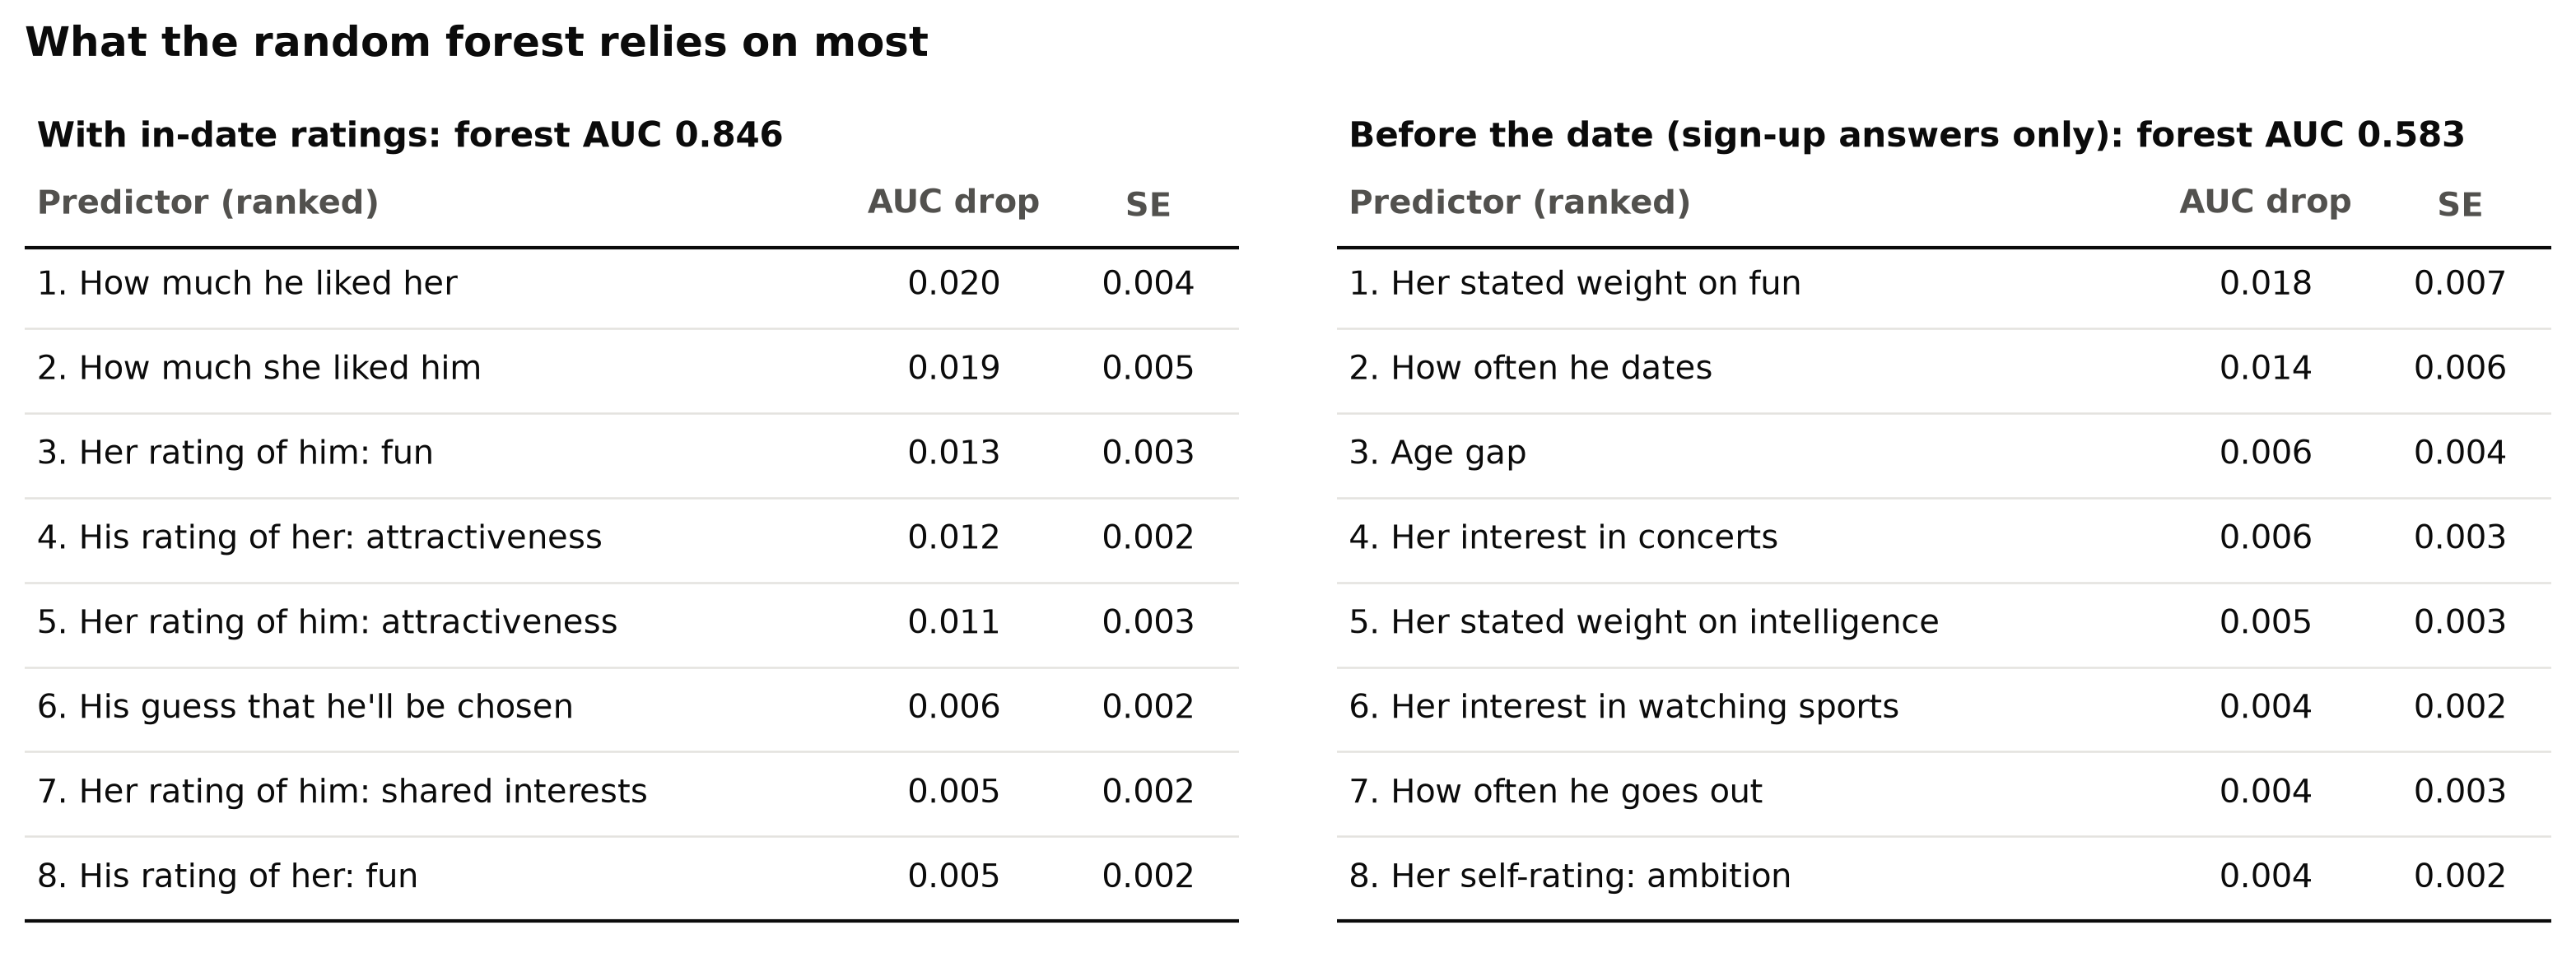 What the random forest relies on most
With in-date ratings: forest AUC 0.846
Predictor (ranked) AUC drop SE
1. How much he liked her 0.020 0.004
2. How much she liked him 0.019 0.005
3. Her rating of him: fun 0.013 0.003
4. His rating of her: attractiveness 0.012 0.002
5. Her rating of him: attractiveness 0.011 0.003
6. His guess that he'll be chosen 0.006 0.002
7. Her rating of him: shared interests 0.005 0.002
8. His rating of her: fun 0.005 0.002
Before the date (sign-up answers only): forest AUC 0.583
Predictor (ranked) AUC drop SE
1. Her stated weight on fun 0.018 0.007
2. How often he dates 0.014 0.006
3. Age gap 0.006 0.004
4. Her interest in concerts 0.006 0.003
5. Her stated weight on intelligence 0.005 0.003
6. Her interest in watching sports 0.004 0.002
7. How often he goes out 0.004 0.003
8. Her self-rating: ambition 0.004 0.002